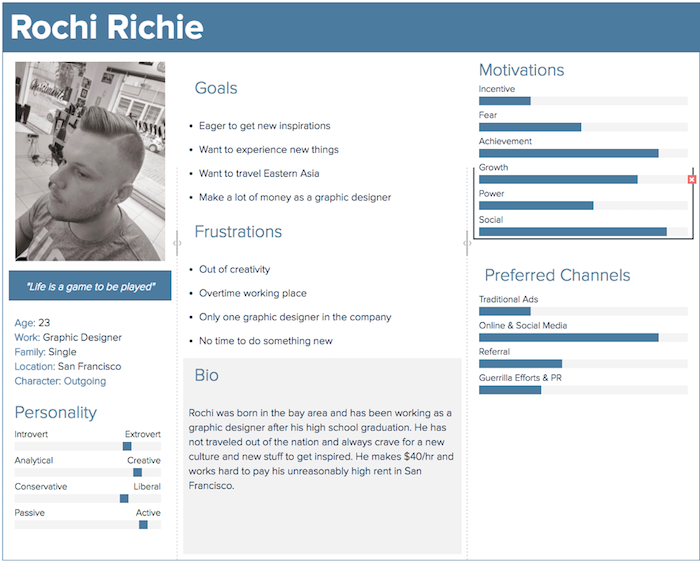 Rochi Richie
"Life is a game to be played"
Age: 23
Work: Graphic Designer
Family: Single
Location: San Francisco
Character: Outgoing
Personality
Introvert Extrovert
Analytical Creative
Conservative Liberal
Passive Active
Goals
• Eager to get new inspirations
• Want to experience new things
• Want to travel Eastern Asia
• Make a lot of money as a graphic designer
Frustrations
• Out of creativity
• Overtime working place
• Only one graphic designer in the company
• No time to do something new
Bio
Rochi was born in the bay area and has been working as a
graphic designer after his high school graduation. He has
not traveled out of the nation and always crave for a new
culture and new stuff to get inspired. He makes $40/hr and
works hard to pay his unreasonably high rent in San
Francisco.
Motivations
Incentive
Fear
Achievement
Growth
Power
Social
Preferred Channels
Traditional Ads
Online & Social Media
Referral
Guerrilla Efforts & PR